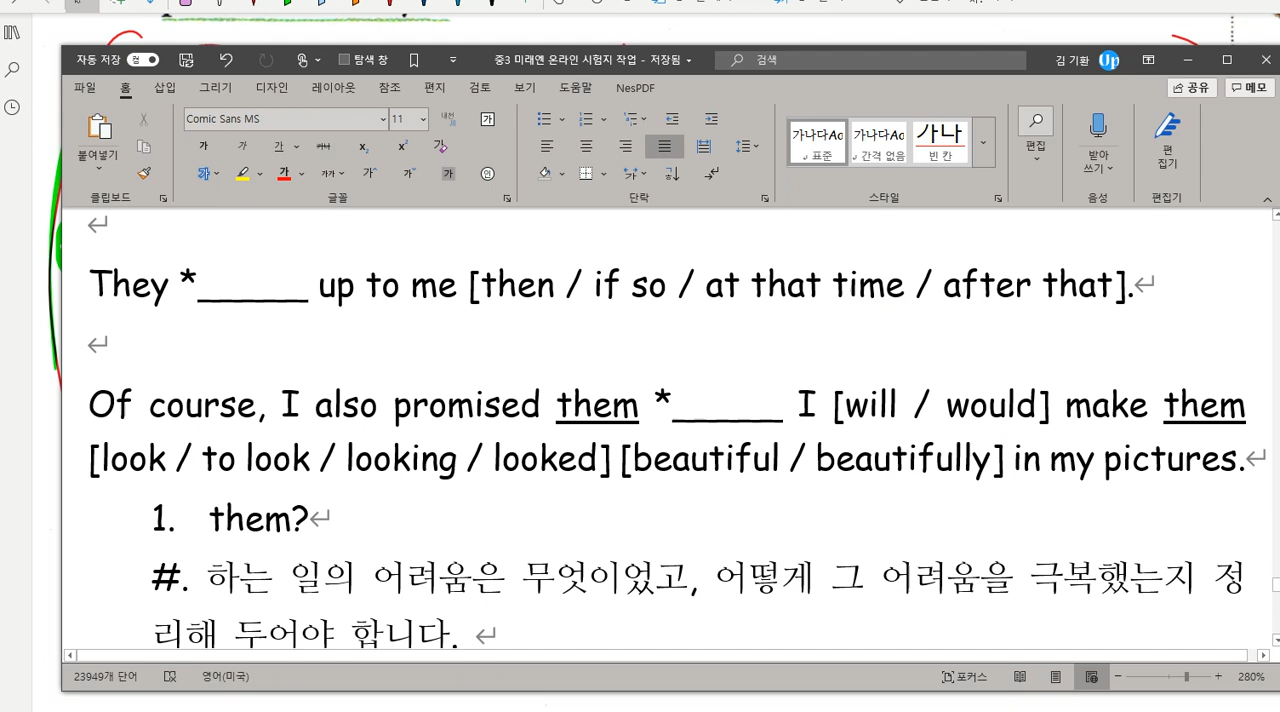 자동 저장 컴 탐색 창 중3 미래엔 온라인 시험지 작업 - 저장됨 검색 김 기환 Up
파일 홈 삽입 그리기 디자인 레이아웃 참조 편지 검토 보기 도움말 NesPDF 공유 메모
Comic Sans MS 11
가나다Aa 가나다Aa 가나
표준 간격 없음 빈 칸
붙여넣기 편집 받아쓰기 편집기
클립보드 글꼴 단락 스타일 음성 편집기
They *_____ up to me [then / if so / at that time / after that].
Of course, I also promised them *_____ I [will / would] make them
[look / to look / looking / looked] [beautiful / beautifully] in my pictures.
1. them?
#. 하는 일의 어려움은 무엇이었고, 어떻게 그 어려움을 극복했는지 정
리해 두어야 합니다.
23949개 단어 영어(미국) 포커스 280%